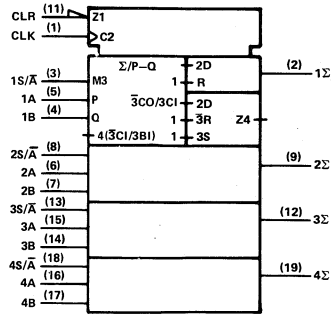 CLR (11) Z1
CLK (1) C2
Σ/P–Q 2D (2) 1Σ
1S/A̅ (3) M3 1 R
1A (5) P 3̅CO/3CI 2D
1B (4) Q 1 3̅R Z4
4(3̅CI/3BI) 1 3S
2S/A̅ (8)
2A (6) (9) 2Σ
2B (7)
3S/A̅ (13)
3A (15) (12) 3Σ
3B (14)
4S/A̅ (18)
4A (16) (19) 4Σ
4B (17)